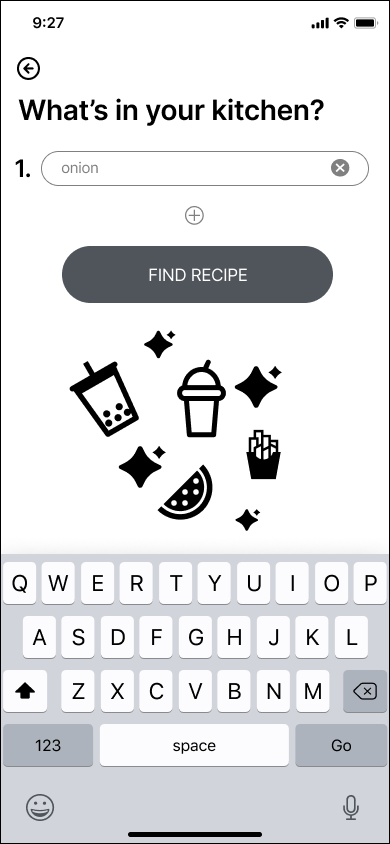 9:27
What's in your kitchen?
1. onion
FIND RECIPE
Q W E R T Y U I O P
A S D F G H J K L
Z X C V B N M
123 space Go